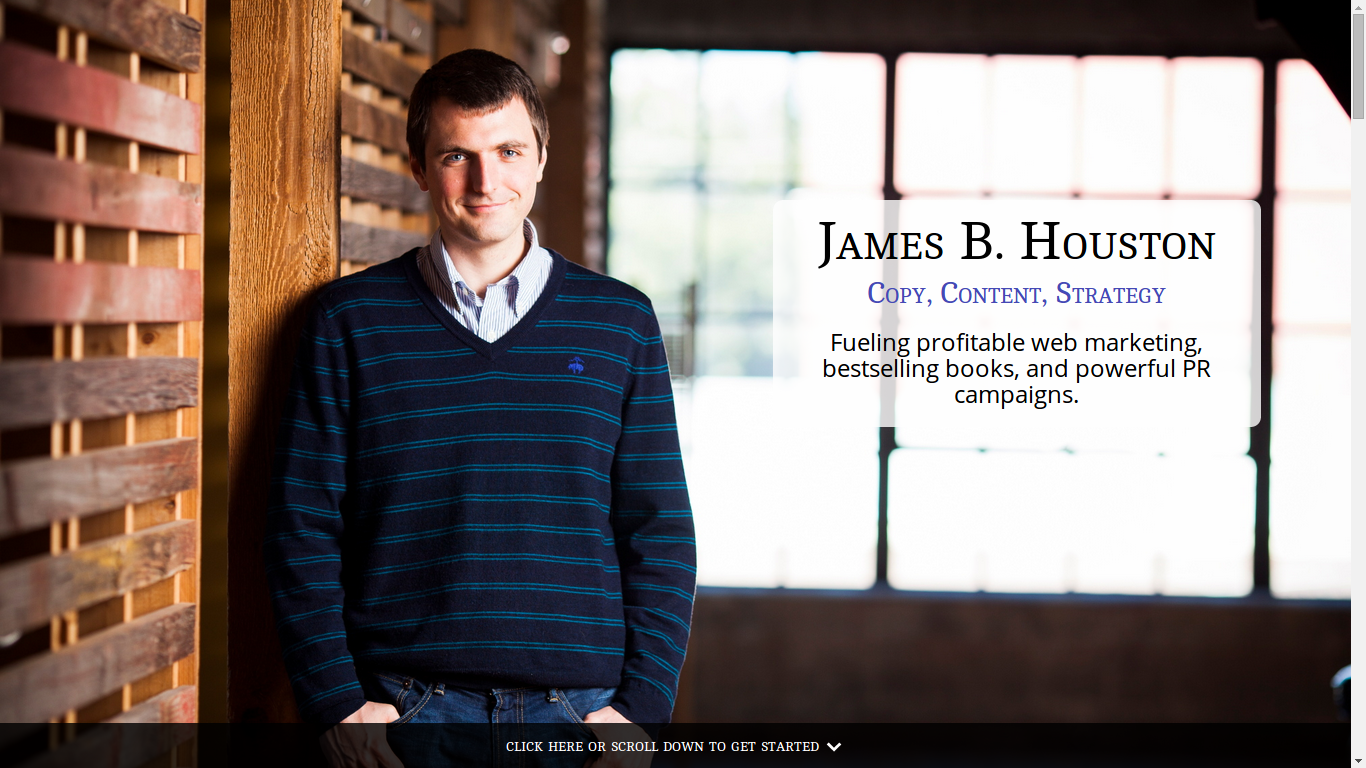 James B. Houston
Copy, Content, Strategy
Fueling profitable web marketing,
bestselling books, and powerful PR
campaigns.
CLICK HERE OR SCROLL DOWN TO GET STARTED